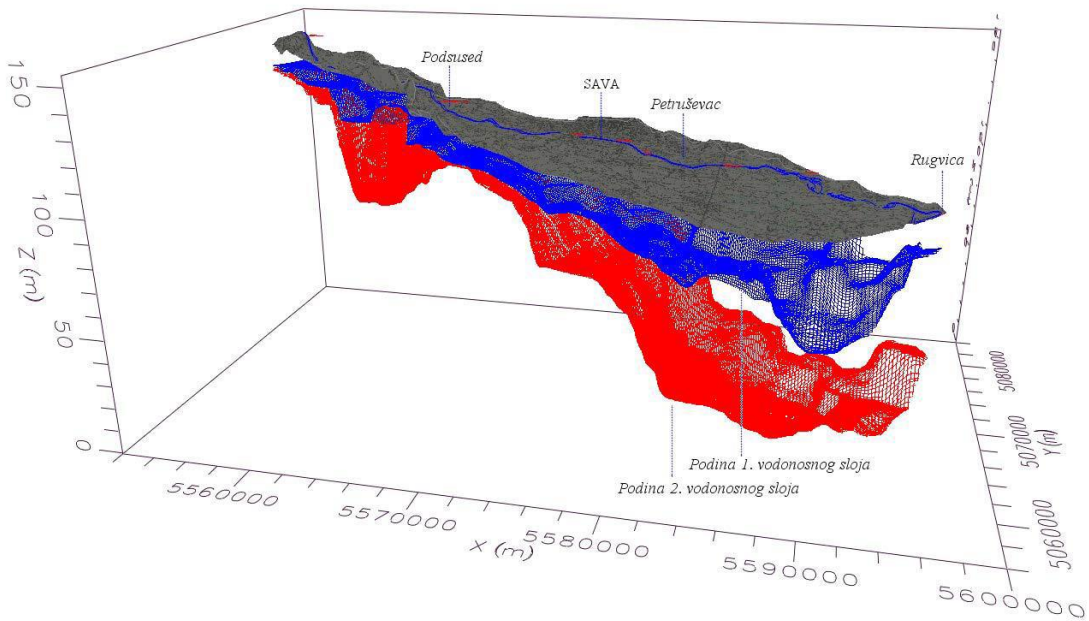 150
100
50
0
Z (m)
Podsused
SAVA
Petruševac
Rugvica
Podina 1. vodonosnog sloja
Podina 2. vodonosnog sloja
5560000
5570000
5580000
5590000
5600000
X (m)
5080000
5070000
5060000
Y(m)